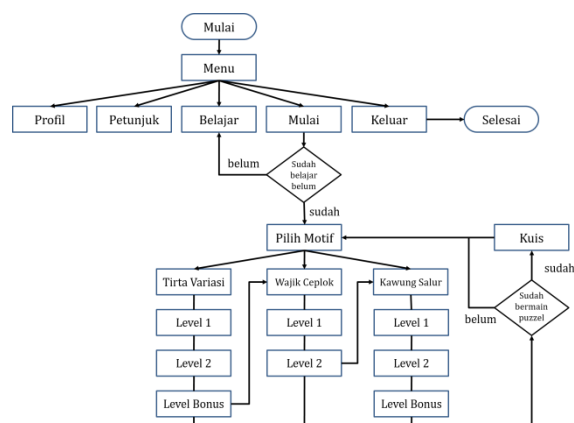 Mulai
Menu
Profil
Petunjuk
Belajar
Mulai
Keluar
Selesai
belum
Sudah
belajar
belum
sudah
Pilih Motif
Kuis
sudah
Tirta Variasi
Wajik Ceplok
Kawung Salur
Sudah
bermain
puzzel
belum
Level 1
Level 1
Level 1
Level 2
Level 2
Level 2
Level Bonus
Level Bonus